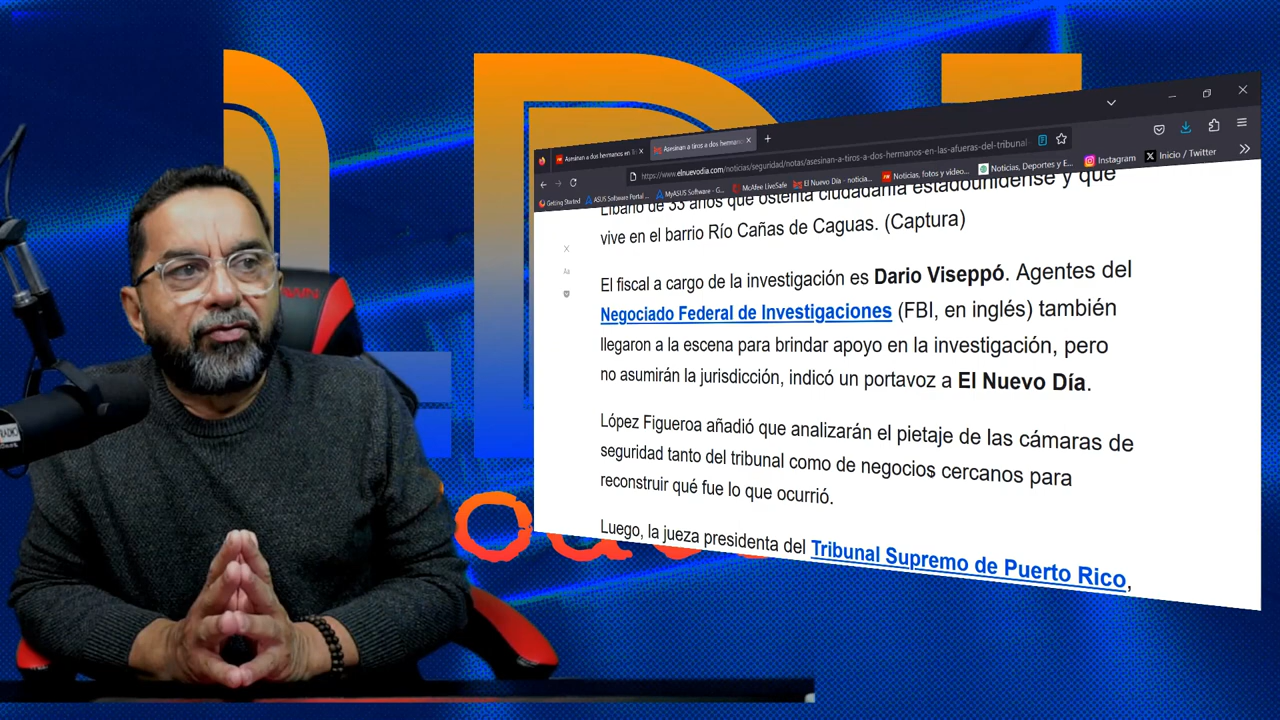 Asesinan a dos hermanos en
Asesinan a tiros a dos herman
https://www.elnuevodia.com/noticias/seguridad/notas/asesinan-a-tiros-a-dos-hermanos-en-las-afueras-del-tribunal-
Getting Started
ASUS Software Portal ...
MyASUS Software - G...
McAfee LiveSafe
El Nuevo Día - noticia...
Noticias, fotos y video...
Noticias, Deportes y E...
Instagram
Inicio / Twitter
Líbano de 33 años que ostenta ciudadanía estadounidense y que
vive en el barrio Río Cañas de Caguas. (Captura)
El fiscal a cargo de la investigación es Dario Viseppó. Agentes del
Negociado Federal de Investigaciones (FBI, en inglés) también
llegaron a la escena para brindar apoyo en la investigación, pero
no asumirán la jurisdicción, indicó un portavoz a El Nuevo Día.
López Figueroa añadió que analizarán el pietaje de las cámaras de
seguridad tanto del tribunal como de negocios cercanos para
reconstruir qué fue lo que ocurrió.
Luego, la jueza presidenta del Tribunal Supremo de Puerto Rico,